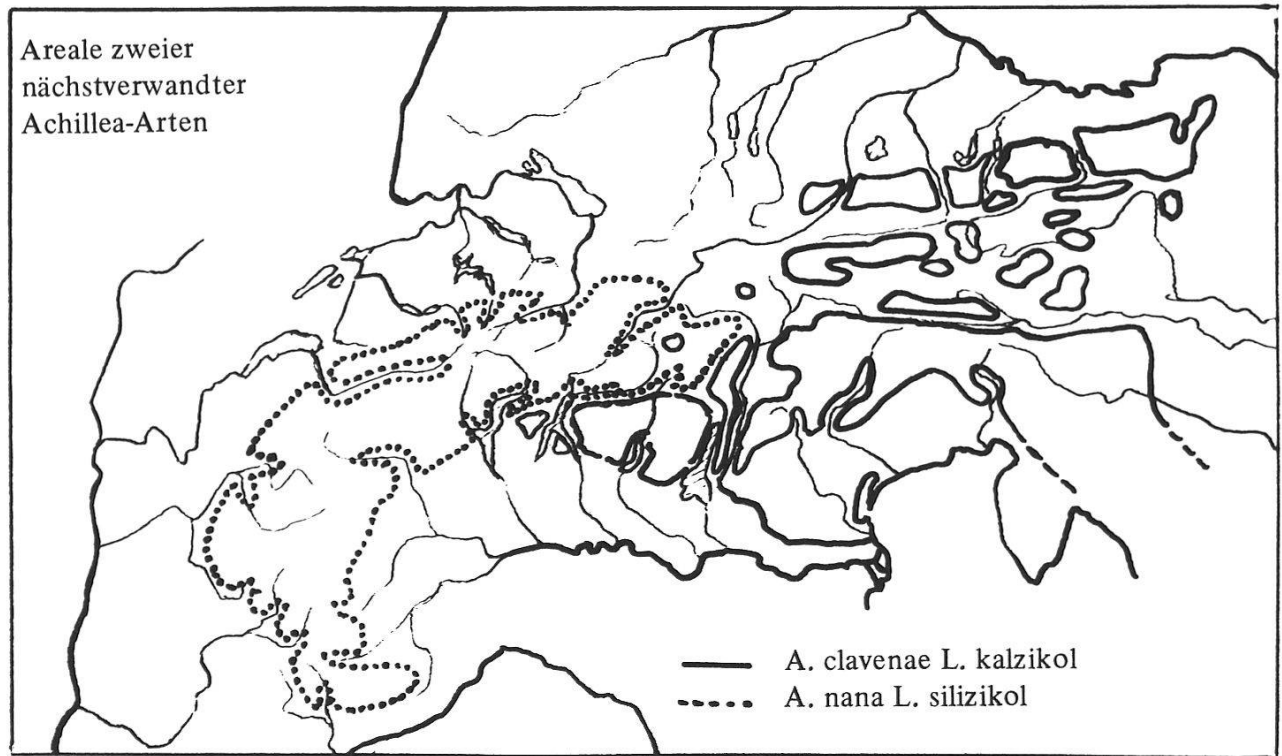 Areale zweier
nächstverwandter
Achillea-Arten
A. clavenae L. kalzikol
A. nana L. silizikol